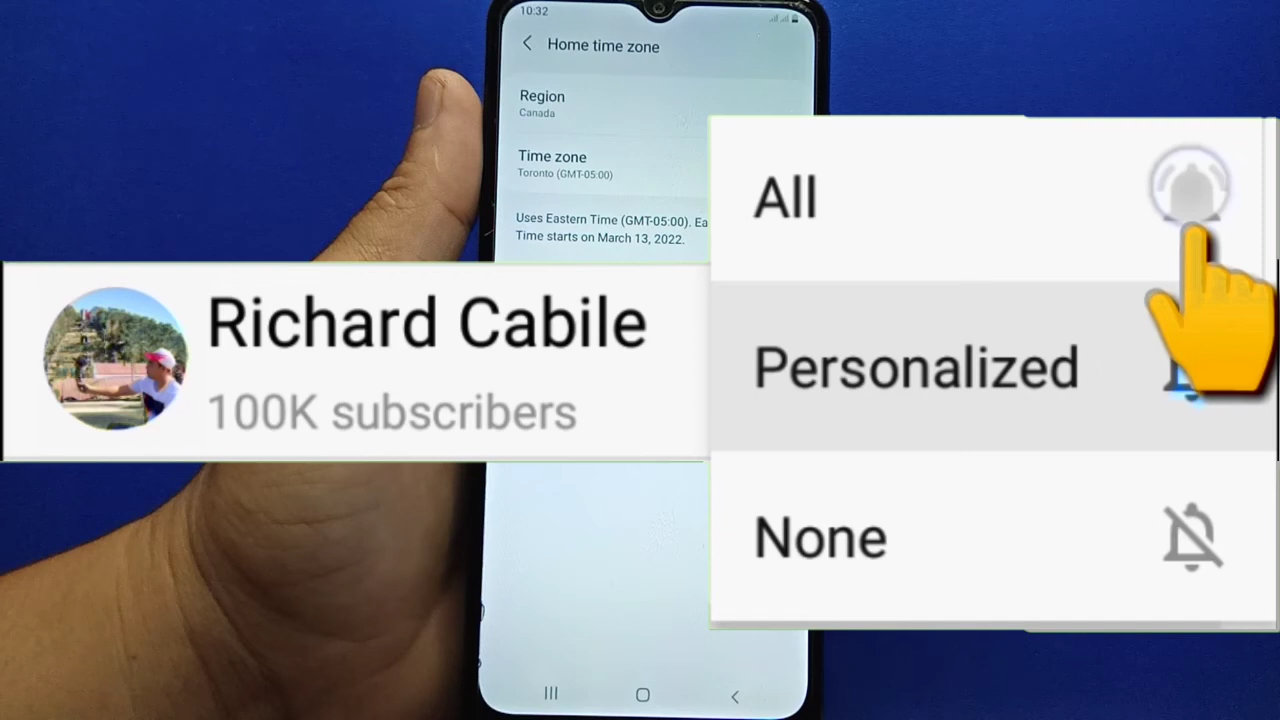 10:32
Home time zone
Region
Canada
Time zone
Toronto (GMT-05:00)
Uses Eastern Time (GMT-05:00). Ea
Time starts on March 13, 2022.
Richard Cabile
100K subscribers
All
Personalized
None